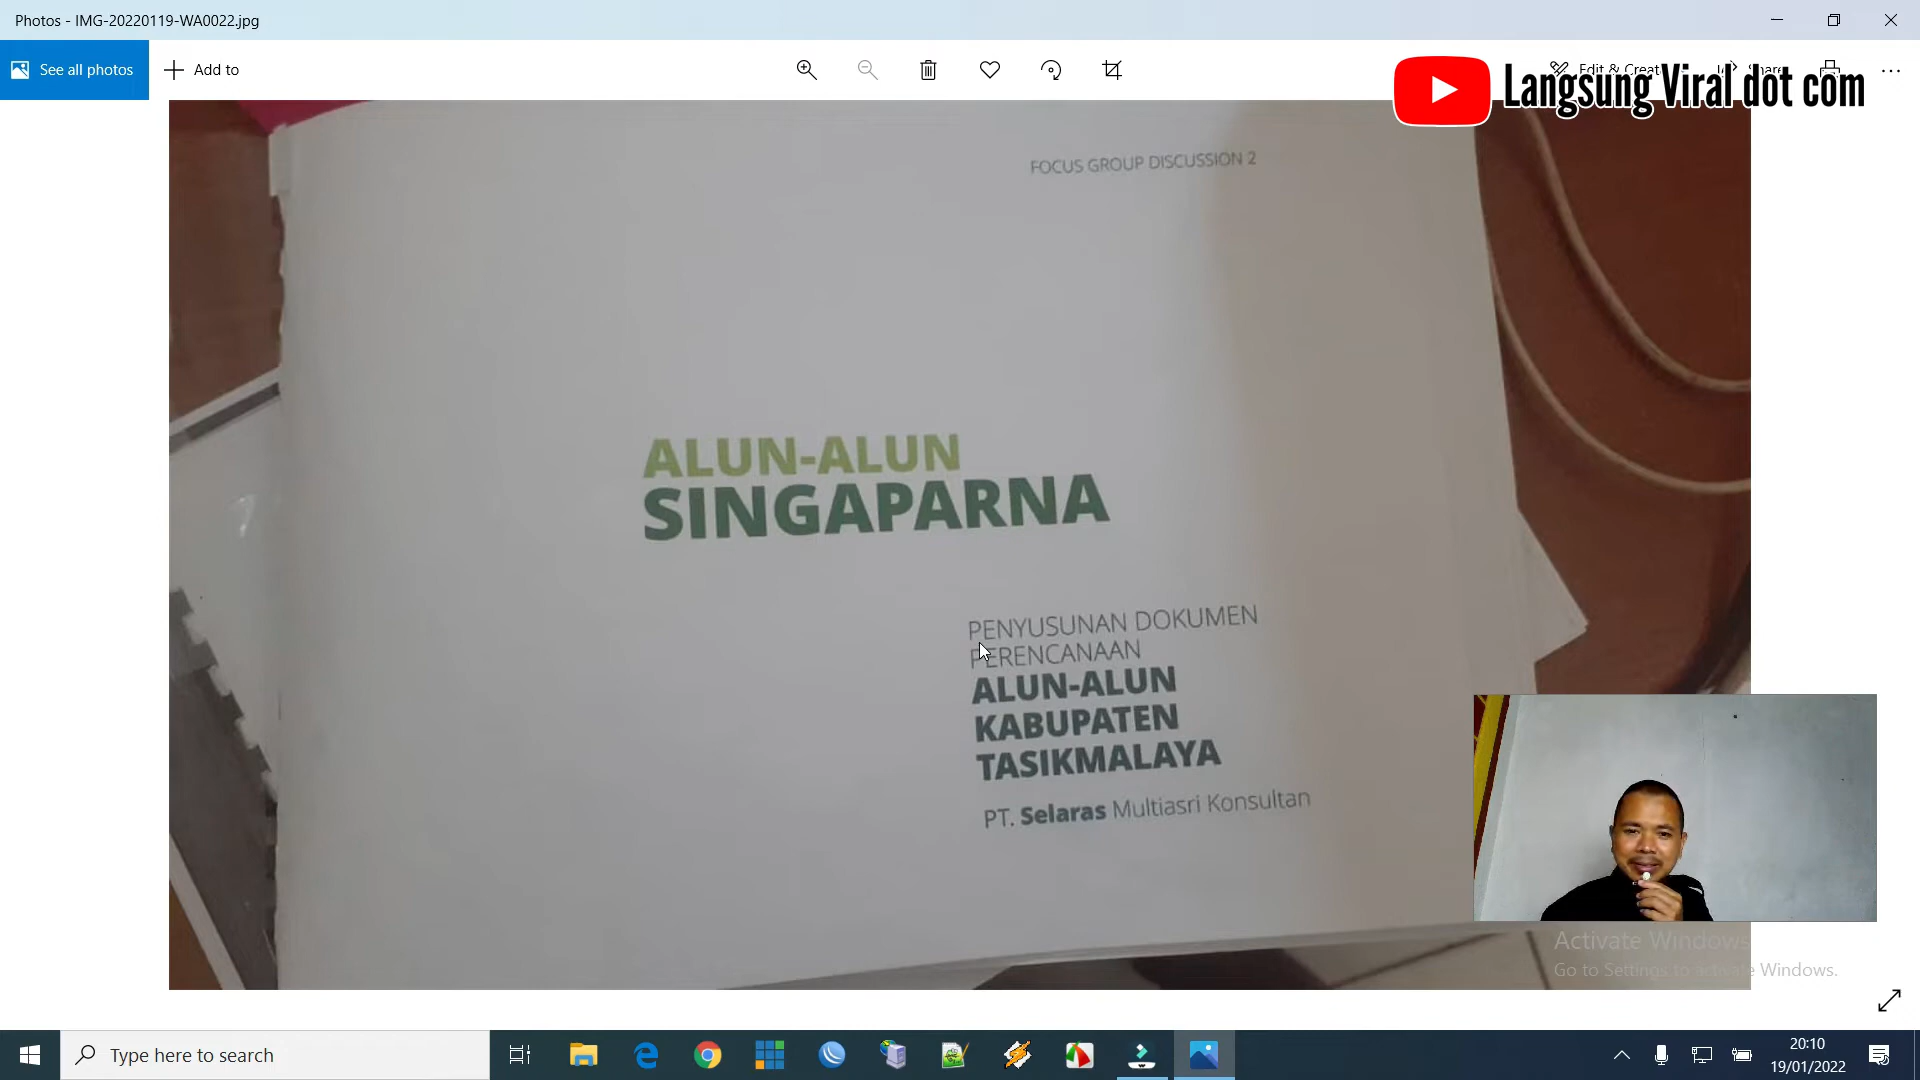 Photos - IMG-20220119-WA0022.jpg
See all photos
Add to
Langsung Viral dot com
FOCUS GROUP DISCUSSION 2
ALUN-ALUN
SINGAPARNA
PENYUSUNAN DOKUMEN
PERENCANAAN
ALUN-ALUN
KABUPATEN
TASIKMALAYA
PT. Selaras Multiasri Konsultan
Activate Windows
Go to Settings to activate Windows.
Type here to search
20:10
19/01/2022